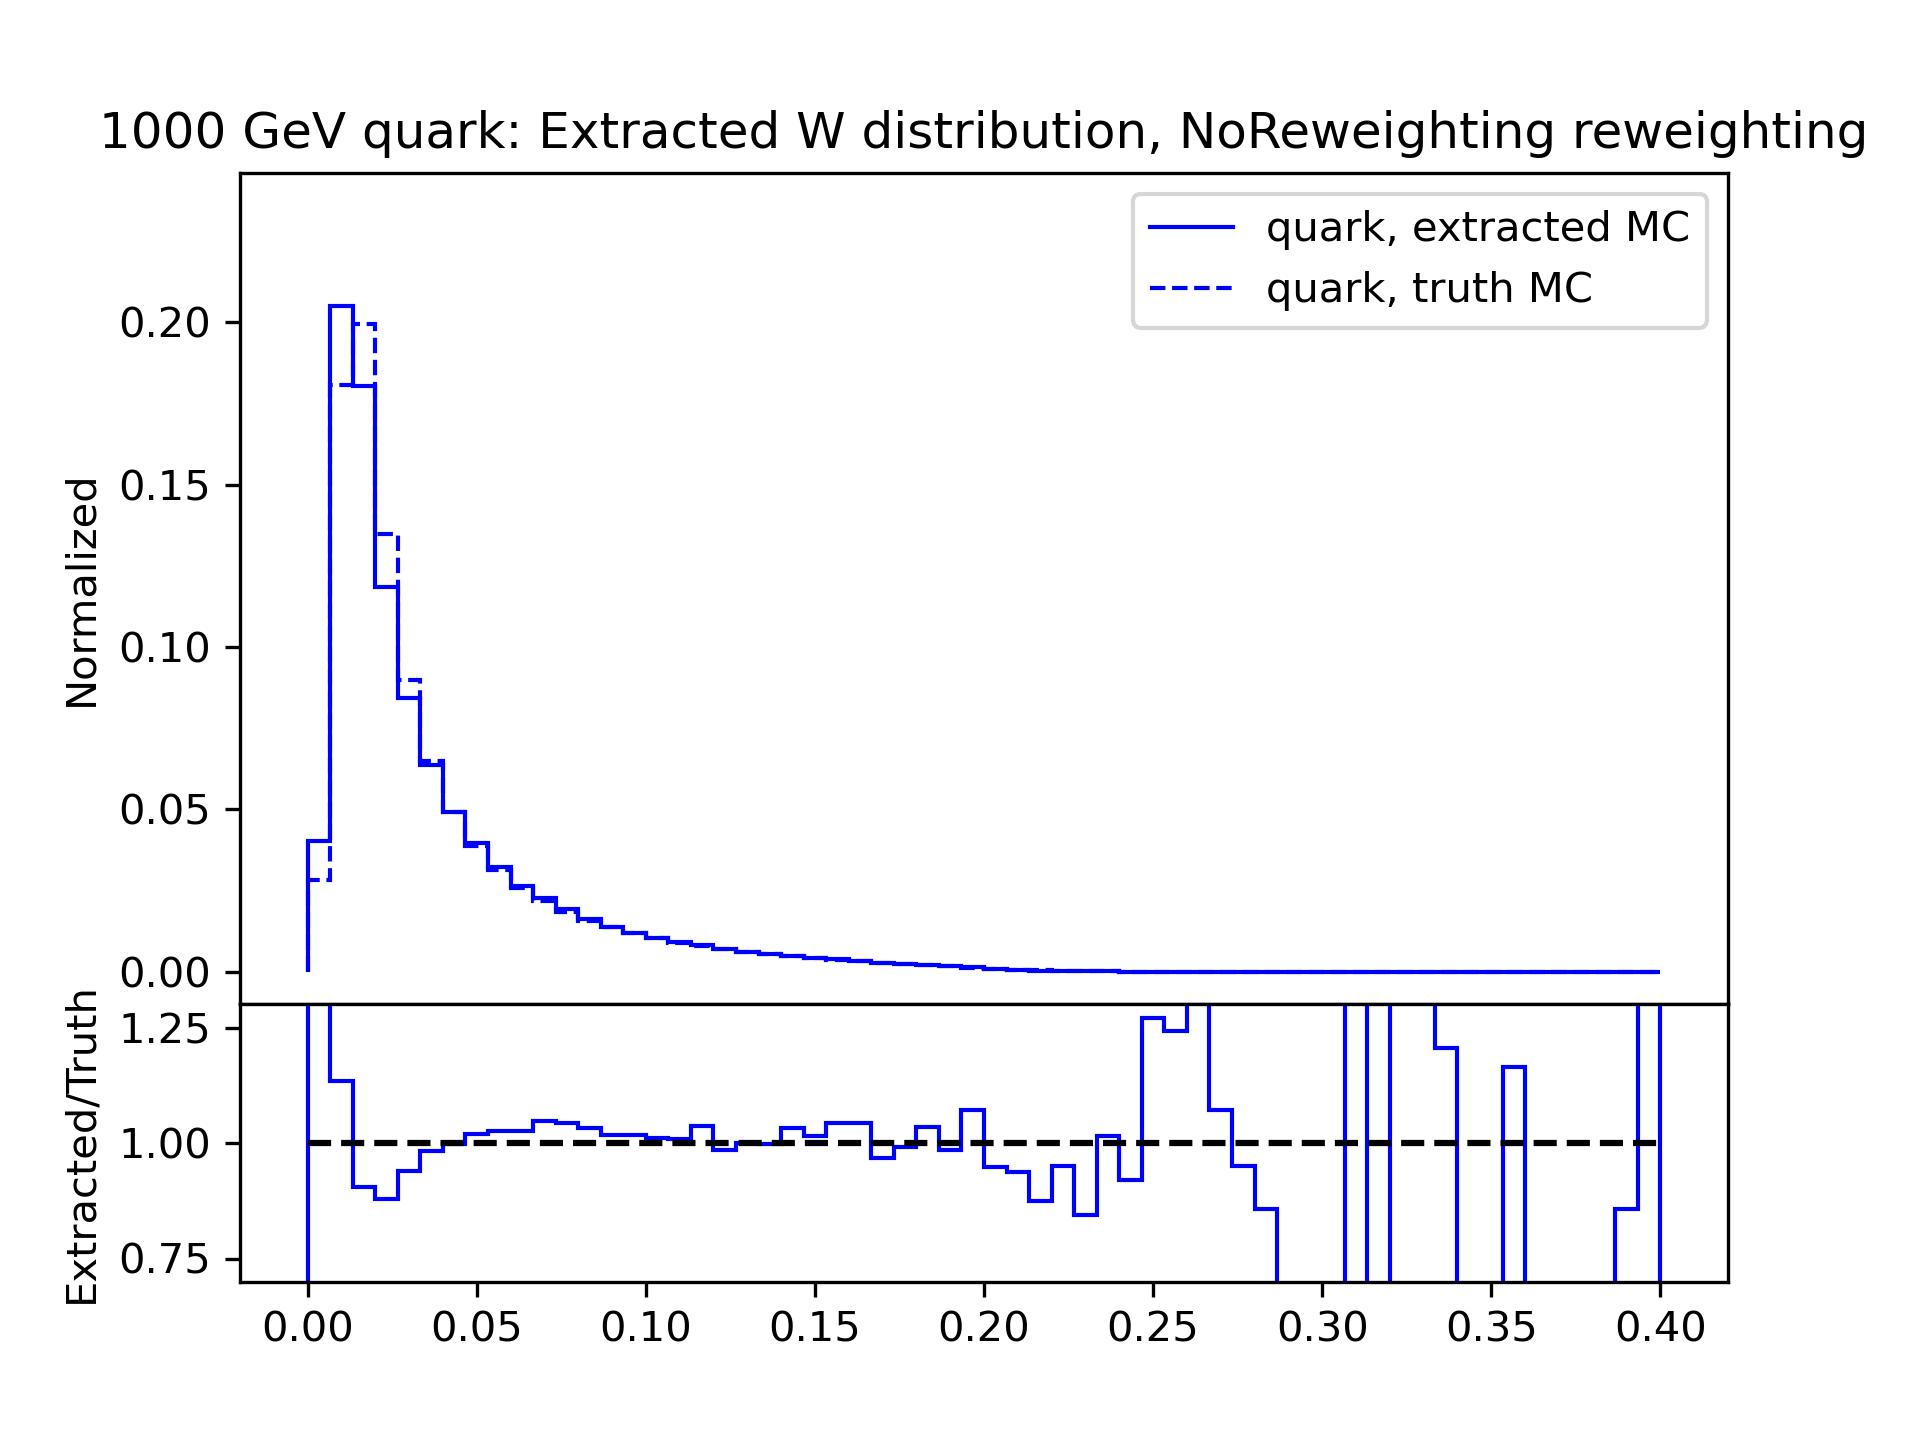 1000 GeV quark: Extracted W distribution, NoReweighting reweighting
quark, extracted MC
quark, truth MC
Normalized
0.20
0.15
0.10
0.05
0.00
Extracted/Truth
1.25
1.00
0.75
0.00 0.05 0.10 0.15 0.20 0.25 0.30 0.35 0.40